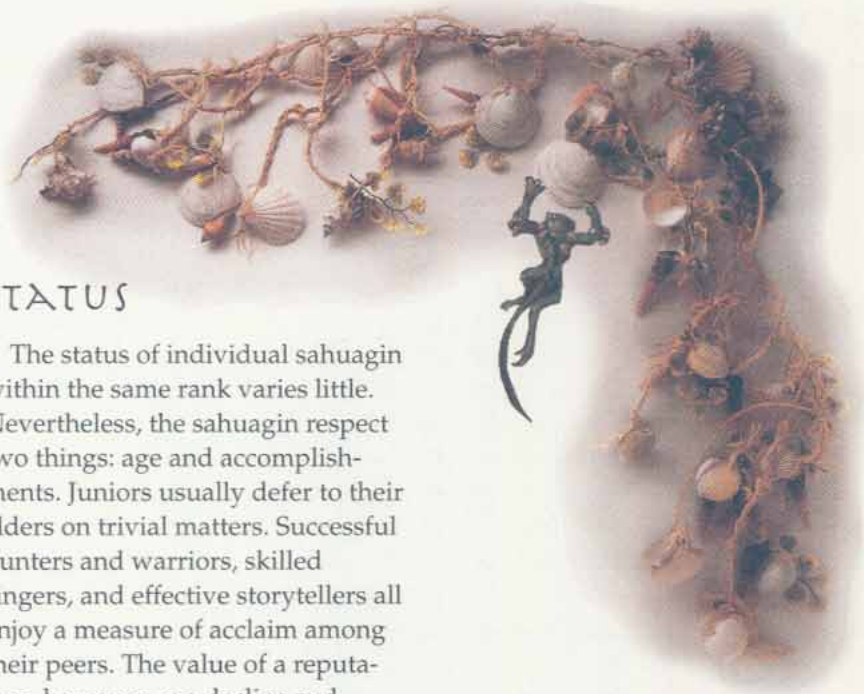 TATUS
The status of individual sahuagin
within the same rank varies little.
Nevertheless, the sahuagin respect
wo things: age and accomplish-
ments. Juniors usually defer to their
lders on trivial matters. Successful
unters and warriors, skilled
ingers, and effective storytellers all
njoy a measure of acclaim among
heir peers. The value of a reputa-